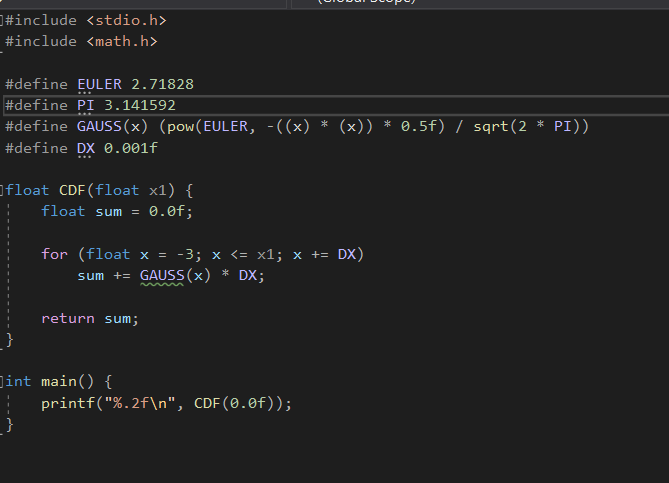 (Global Scope)
#include <stdio.h>
#include <math.h>
#define EULER 2.71828
#define PI 3.141592
#define GAUSS(x) (pow(EULER, -((x) * (x)) * 0.5f) / sqrt(2 * PI))
#define DX 0.001f
float CDF(float x1) {
    float sum = 0.0f;
    for (float x = -3; x <= x1; x += DX)
        sum += GAUSS(x) * DX;
    return sum;
}
int main() {
    printf("%.2f\n", CDF(0.0f));
}